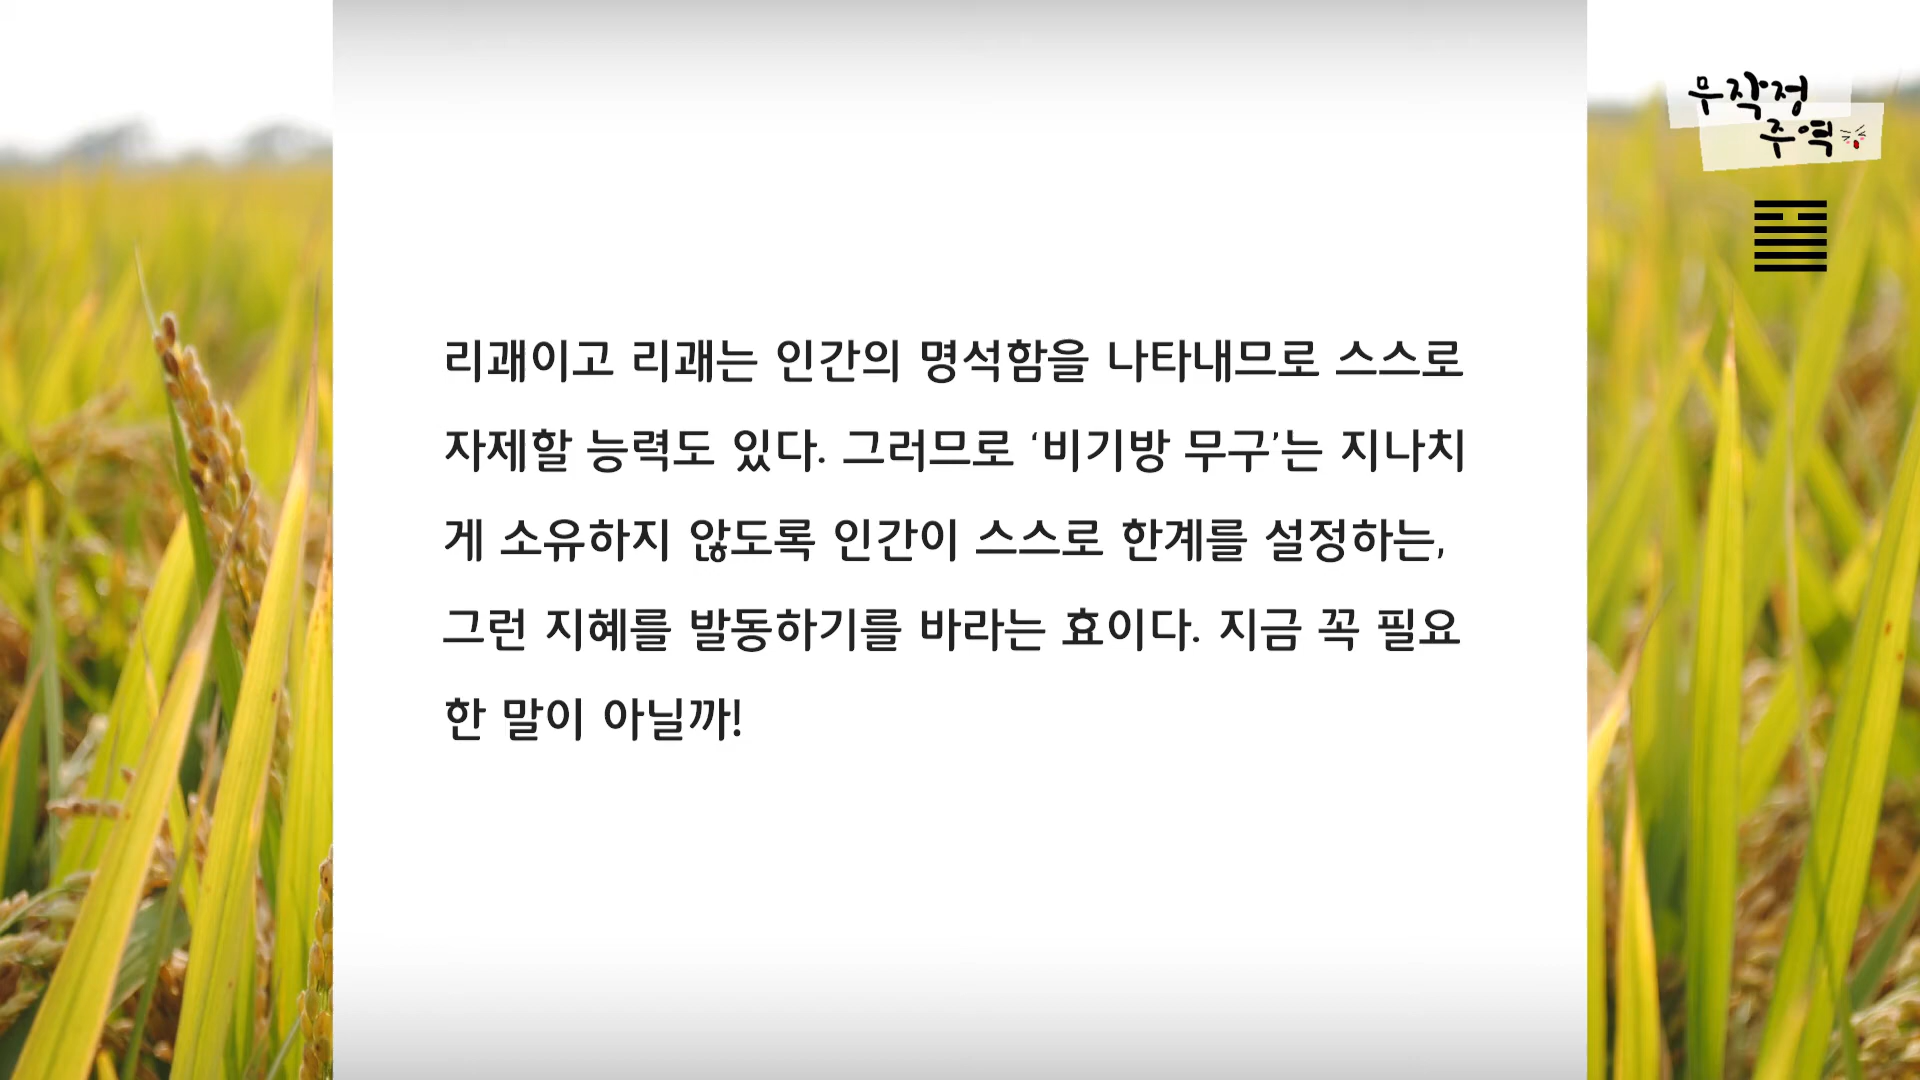 무작정
주역
리괘이고 리괘는 인간의 명석함을 나타내므로 스스로
자제할 능력도 있다. 그러므로 ‘비기방 무구’는 지나치
게 소유하지 않도록 인간이 스스로 한계를 설정하는,
그런 지혜를 발동하기를 바라는 효이다. 지금 꼭 필요
한 말이 아닐까!